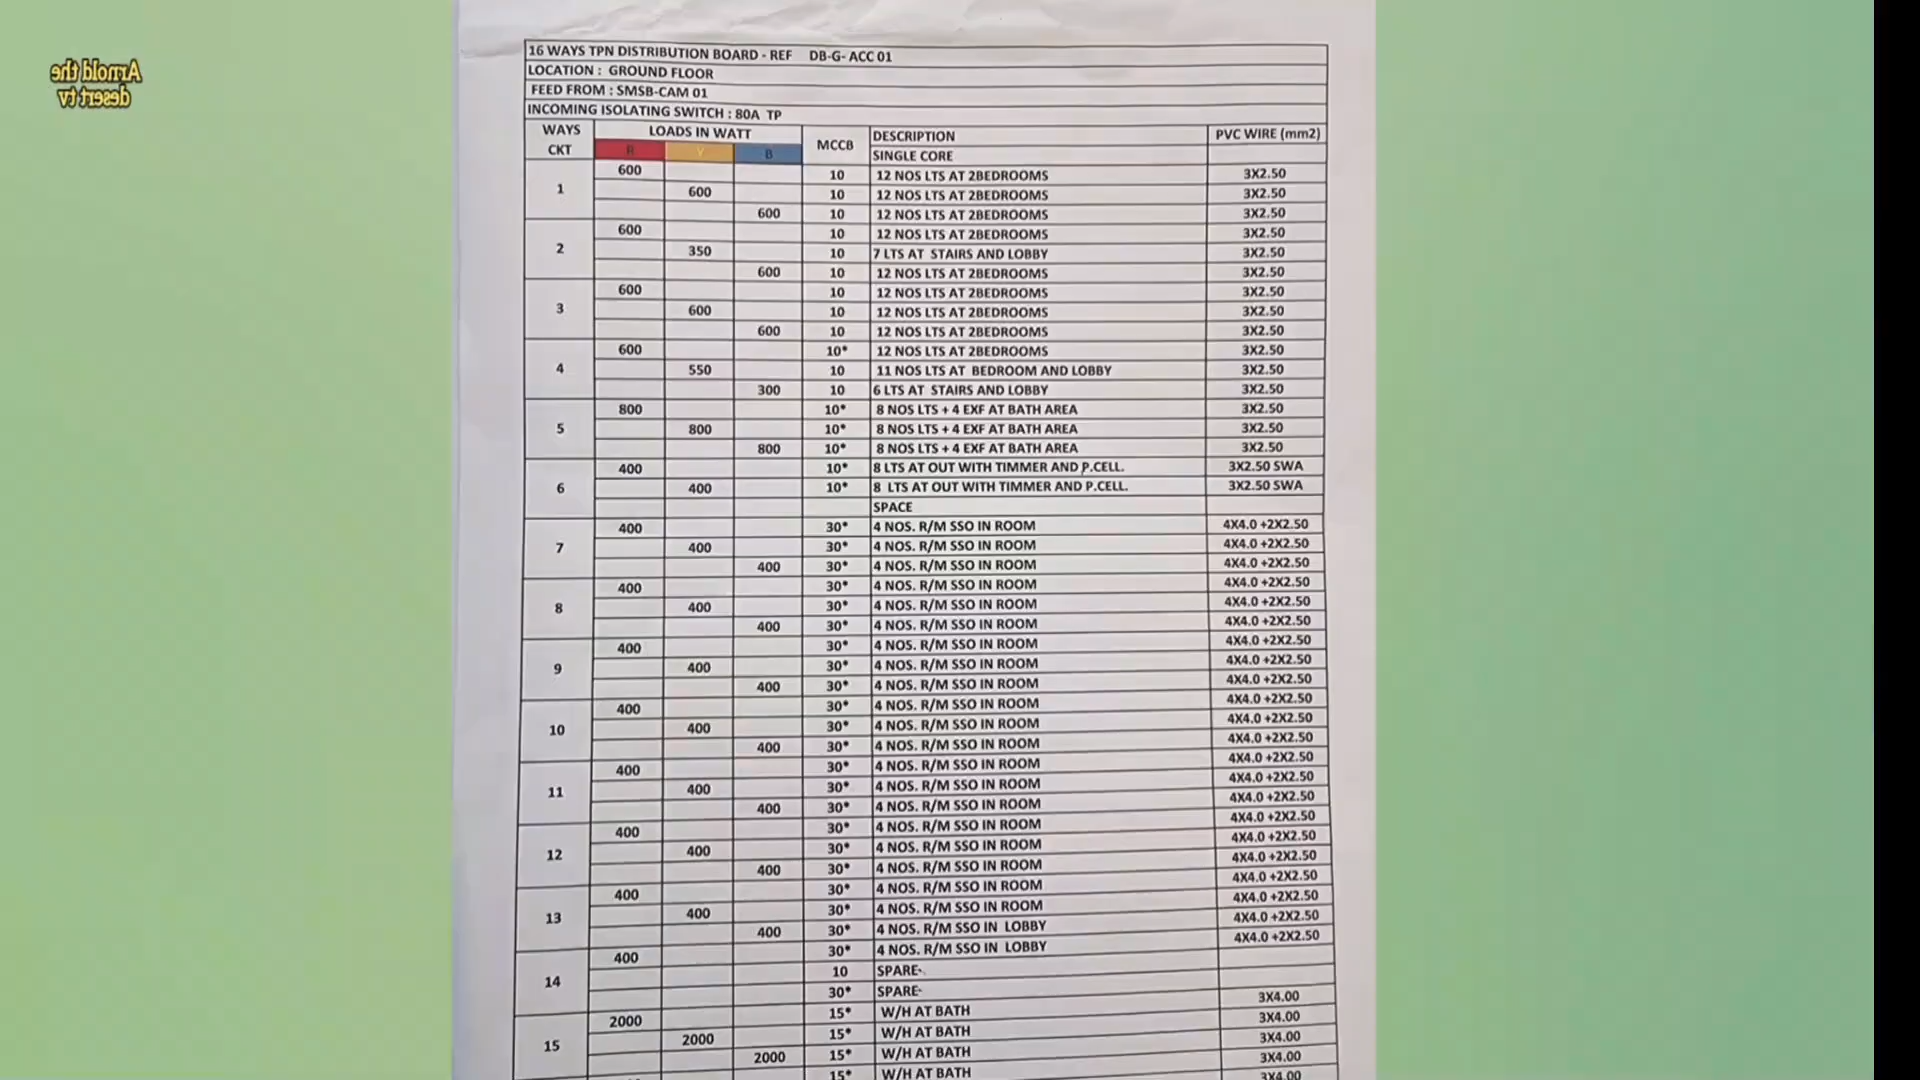 Arnold the
desert tv
16 WAYS TPN DISTRIBUTION BOARD - REF DB-G- ACC 01
LOCATION : GROUND FLOOR
FEED FROM : SMSB-CAM 01
INCOMING ISOLATING SWITCH : 80A TP
WAYS CKT LOADS IN WATT MCCB DESCRIPTION PVC WIRE (mm2)
R Y B SINGLE CORE
1 600 10 12 NOS LTS AT 2BEDROOMS 3X2.50
600 10 12 NOS LTS AT 2BEDROOMS 3X2.50
600 10 12 NOS LTS AT 2BEDROOMS 3X2.50
2 600 10 12 NOS LTS AT 2BEDROOMS 3X2.50
350 10 7 LTS AT STAIRS AND LOBBY 3X2.50
600 10 12 NOS LTS AT 2BEDROOMS 3X2.50
3 600 10 12 NOS LTS AT 2BEDROOMS 3X2.50
600 10 12 NOS LTS AT 2BEDROOMS 3X2.50
600 10 12 NOS LTS AT 2BEDROOMS 3X2.50
4 600 10* 12 NOS LTS AT 2BEDROOMS 3X2.50
550 10 11 NOS LTS AT BEDROOM AND LOBBY 3X2.50
300 10 6 LTS AT STAIRS AND LOBBY 3X2.50
5 800 10* 8 NOS LTS + 4 EXF AT BATH AREA 3X2.50
800 10* 8 NOS LTS + 4 EXF AT BATH AREA 3X2.50
800 10* 8 NOS LTS + 4 EXF AT BATH AREA 3X2.50
6 400 10* 8 LTS AT OUT WITH TIMMER AND P.CELL. 3X2.50 SWA
400 10* 8 LTS AT OUT WITH TIMMER AND P.CELL. 3X2.50 SWA
SPACE
7 400 30* 4 NOS. R/M SSO IN ROOM 4X4.0 +2X2.50
400 30* 4 NOS. R/M SSO IN ROOM 4X4.0 +2X2.50
400 30* 4 NOS. R/M SSO IN ROOM 4X4.0 +2X2.50
8 400 30* 4 NOS. R/M SSO IN ROOM 4X4.0 +2X2.50
400 30* 4 NOS. R/M SSO IN ROOM 4X4.0 +2X2.50
400 30* 4 NOS. R/M SSO IN ROOM 4X4.0 +2X2.50
9 400 30* 4 NOS. R/M SSO IN ROOM 4X4.0 +2X2.50
400 30* 4 NOS. R/M SSO IN ROOM 4X4.0 +2X2.50
400 30* 4 NOS. R/M SSO IN ROOM 4X4.0 +2X2.50
10 400 30* 4 NOS. R/M SSO IN ROOM 4X4.0 +2X2.50
400 30* 4 NOS. R/M SSO IN ROOM 4X4.0 +2X2.50
400 30* 4 NOS. R/M SSO IN ROOM 4X4.0 +2X2.50
11 400 30* 4 NOS. R/M SSO IN ROOM 4X4.0 +2X2.50
400 30* 4 NOS. R/M SSO IN ROOM 4X4.0 +2X2.50
400 30* 4 NOS. R/M SSO IN ROOM 4X4.0 +2X2.50
12 400 30* 4 NOS. R/M SSO IN ROOM 4X4.0 +2X2.50
400 30* 4 NOS. R/M SSO IN ROOM 4X4.0 +2X2.50
400 30* 4 NOS. R/M SSO IN ROOM 4X4.0 +2X2.50
13 400 30* 4 NOS. R/M SSO IN ROOM 4X4.0 +2X2.50
400 30* 4 NOS. R/M SSO IN ROOM 4X4.0 +2X2.50
400 30* 4 NOS. R/M SSO IN LOBBY 4X4.0 +2X2.50
14 400 30* 4 NOS. R/M SSO IN LOBBY 4X4.0 +2X2.50
10 SPARE
30* SPARE
15 2000 15* W/H AT BATH 3X4.00
2000 15* W/H AT BATH 3X4.00
2000 15* W/H AT BATH 3X4.00
15* W/H AT BATH 3X4.00
3X4.00